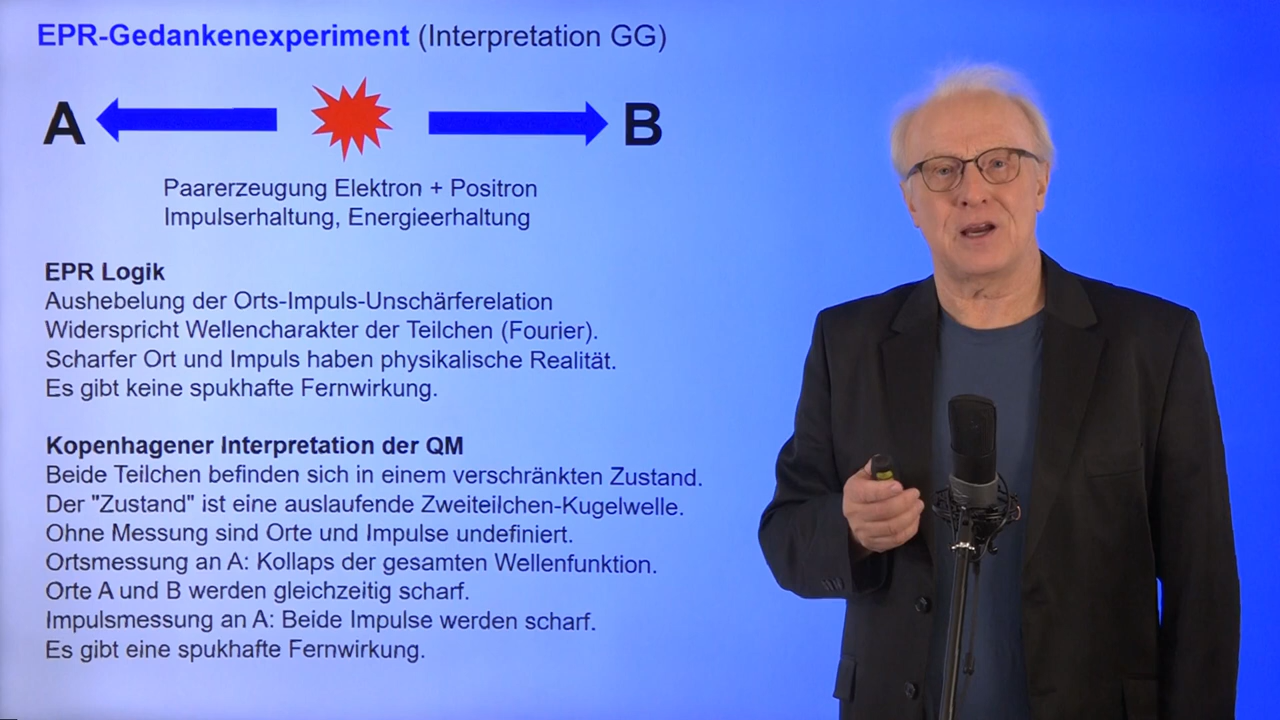 EPR-Gedankenexperiment (Interpretation GG)
A B
Paarerzeugung Elektron + Positron
Impulserhaltung, Energieerhaltung
EPR Logik
Aushebelung der Orts-Impuls-Unschärferelation
Widerspricht Wellencharakter der Teilchen (Fourier).
Scharfer Ort und Impuls haben physikalische Realität.
Es gibt keine spukhafte Fernwirkung.
Kopenhagener Interpretation der QM
Beide Teilchen befinden sich in einem verschränkten Zustand.
Der "Zustand" ist eine auslaufende Zweiteilchen-Kugelwelle.
Ohne Messung sind Orte und Impulse undefiniert.
Ortsmessung an A: Kollaps der gesamten Wellenfunktion.
Orte A und B werden gleichzeitig scharf.
Impulsmessung an A: Beide Impulse werden scharf.
Es gibt eine spukhafte Fernwirkung.